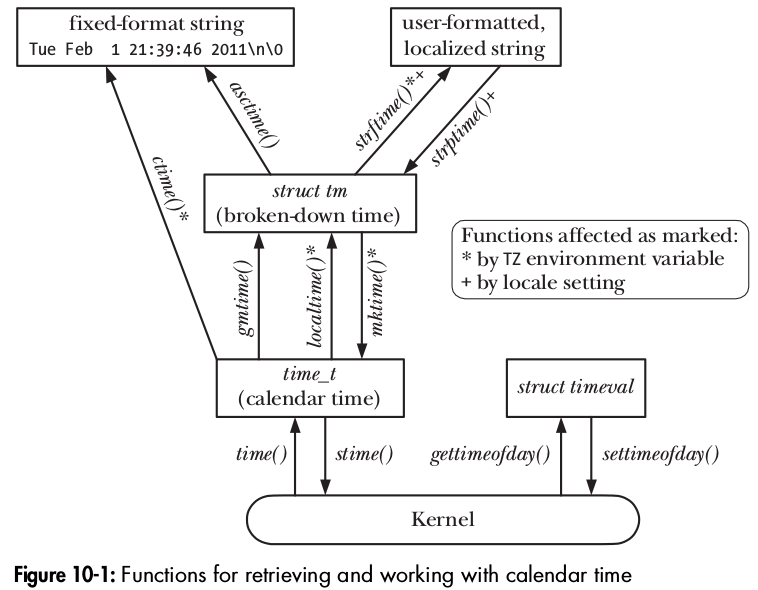 fixed-format string
Tue Feb  1 21:39:46 2011\n\0
user-formatted,
localized string
asctime()
strftime()*+
strptime()+
ctime()*
struct tm
(broken-down time)
Functions affected as marked:
* by TZ environment variable
+ by locale setting
gmtime()
localtime()*
mktime()*
time_t
(calendar time)
struct timeval
time()
stime()
gettimeofday()
settimeofday()
Kernel
Figure 10-1: Functions for retrieving and working with calendar time